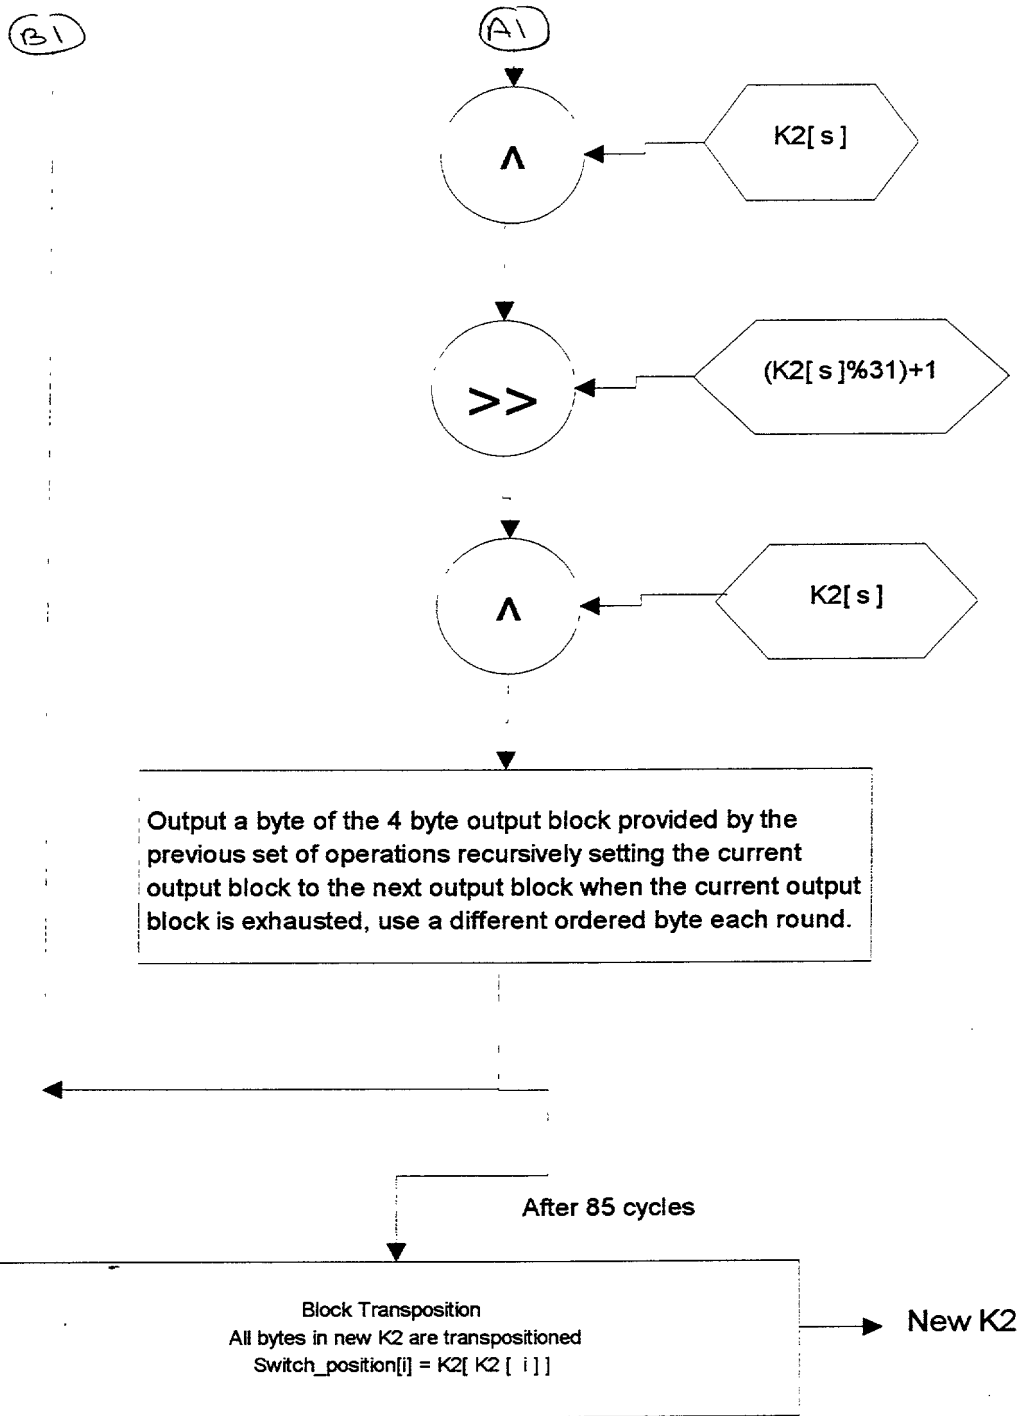 B1
A1
^
K2[ s ]
>>
(K2[ s ]%31)+1
^
K2[ s ]
Output a byte of the 4 byte output block provided by the
previous set of operations recursively setting the current
output block to the next output block when the current output
block is exhausted, use a different ordered byte each round.
After 85 cycles
Block Transposition
All bytes in new K2 are transpositioned
Switch_position[i] = K2[ K2 [ i ] ]
New K2